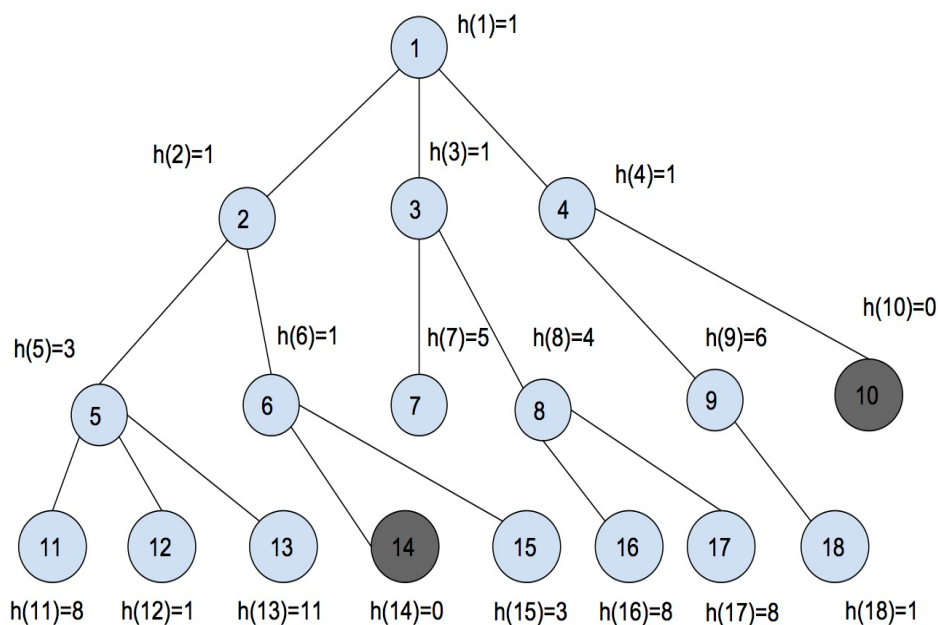 h(1)=1
1
h(2)=1
h(3)=1
h(4)=1
2
3
4
h(5)=3
h(6)=1
h(7)=5
h(8)=4
h(9)=6
h(10)=0
5
6
7
8
9
10
11
12
13
14
15
16
17
18
h(11)=8
h(12)=1
h(13)=11
h(14)=0
h(15)=3
h(16)=8
h(17)=8
h(18)=1